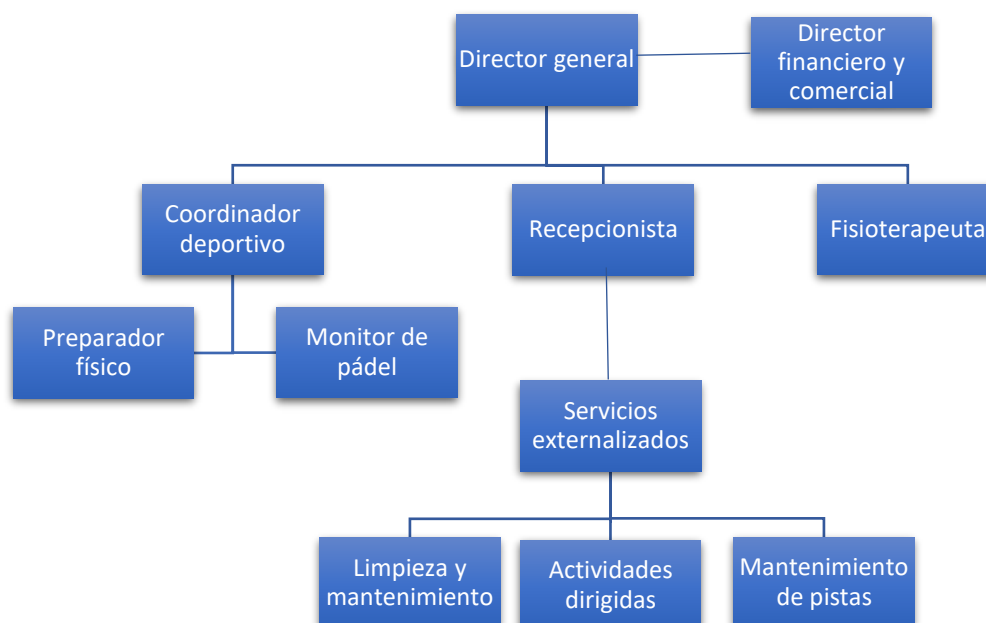 Director general
Director
financiero y
comercial
Coordinador
deportivo
Recepcionista
Fisioterapeuta
Preparador
físico
Monitor de
pádel
Servicios
externalizados
Limpieza y
mantenimiento
Actividades
dirigidas
Mantenimiento
de pistas